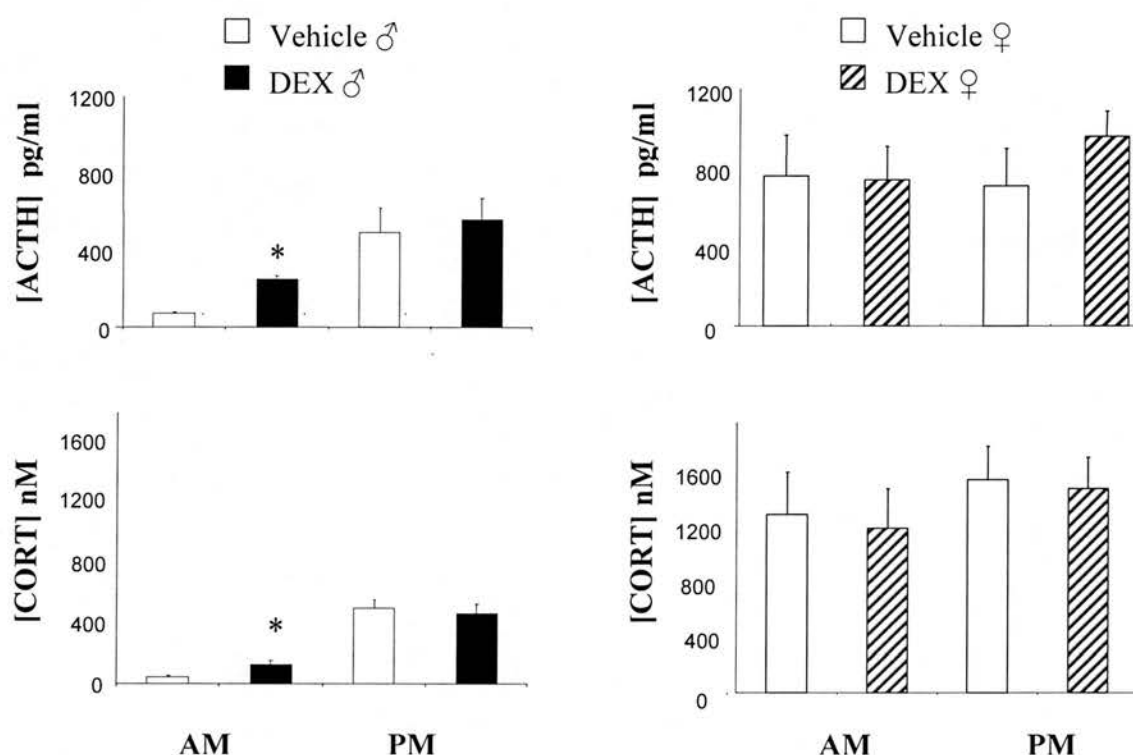 Vehicle ♂
DEX ♂
[ACTH] pg/ml
1200
800
400
0
*
Vehicle ♀
DEX ♀
[ACTH] pg/ml
1200
800
400
0
[CORT] nM
1600
1200
800
400
0
*
AM PM
[CORT] nM
1600
1200
800
400
0
AM PM